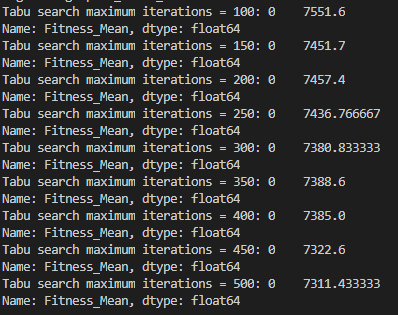 Tabu search maximum iterations = 100: 0    7551.6
Name: Fitness_Mean, dtype: float64
Tabu search maximum iterations = 150: 0    7451.7
Name: Fitness_Mean, dtype: float64
Tabu search maximum iterations = 200: 0    7457.4
Name: Fitness_Mean, dtype: float64
Tabu search maximum iterations = 250: 0    7436.766667
Name: Fitness_Mean, dtype: float64
Tabu search maximum iterations = 300: 0    7380.833333
Name: Fitness_Mean, dtype: float64
Tabu search maximum iterations = 350: 0    7388.6
Name: Fitness_Mean, dtype: float64
Tabu search maximum iterations = 400: 0    7385.0
Name: Fitness_Mean, dtype: float64
Tabu search maximum iterations = 450: 0    7322.6
Name: Fitness_Mean, dtype: float64
Tabu search maximum iterations = 500: 0    7311.433333
Name: Fitness_Mean, dtype: float64